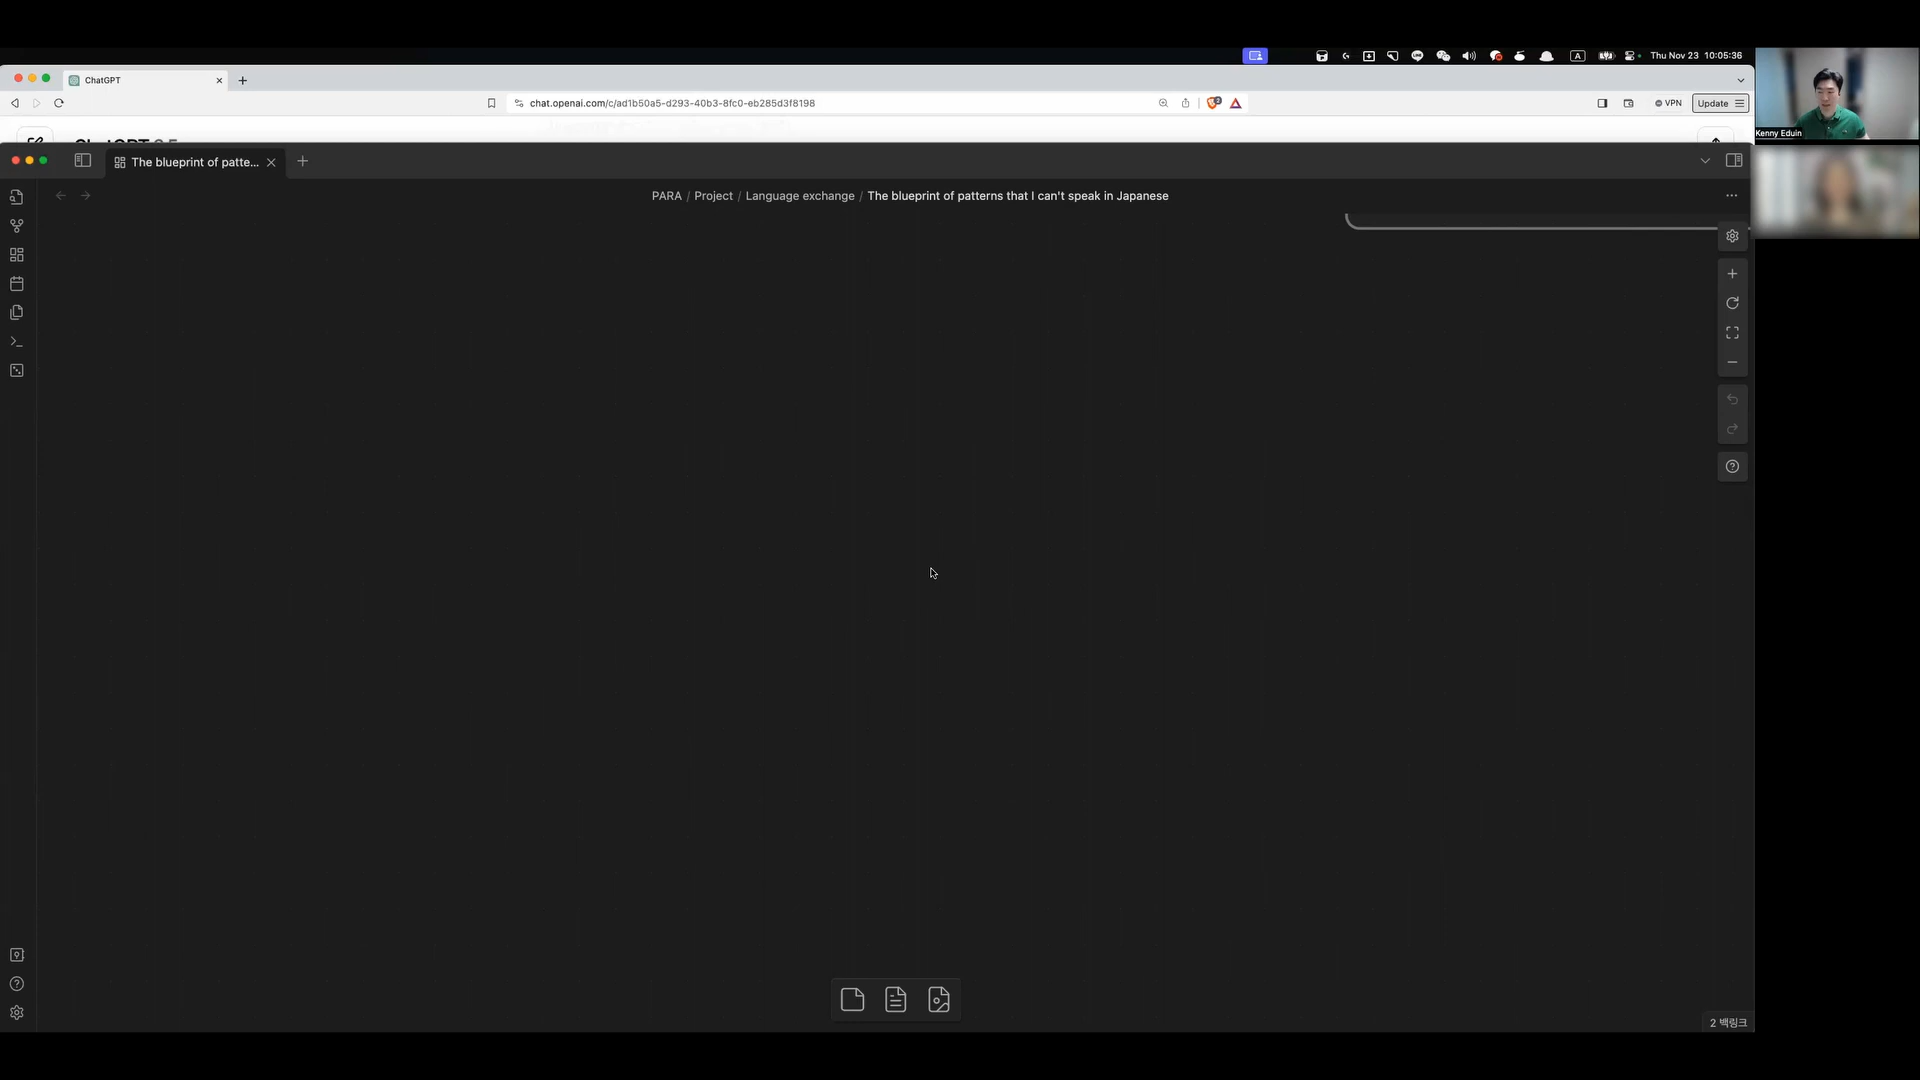 Thu Nov 23 10:05:36
ChatGPT
chat.openai.com/c/ad1b50a5-d293-40b3-8fc0-eb285d3f8198
VPN
Update
Kenny Eduin
The blueprint of patte...
PARA / Project / Language exchange / The blueprint of patterns that I can't speak in Japanese
2 백링크